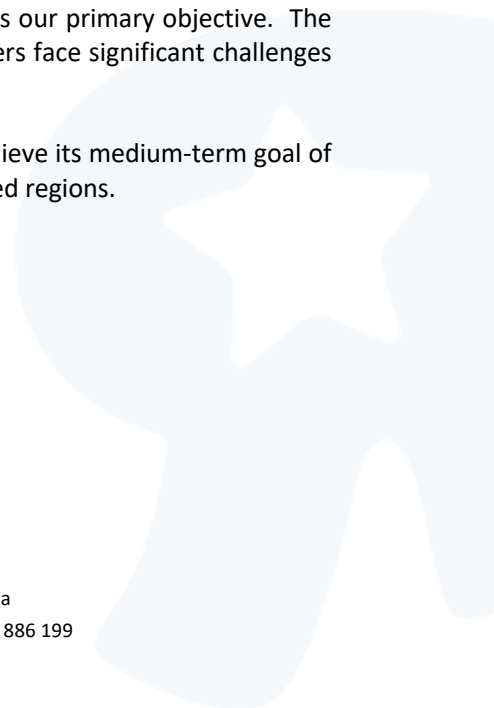 s our primary objective. The
ers face significant challenges
ieve its medium-term goal of
ed regions.
a
886 199